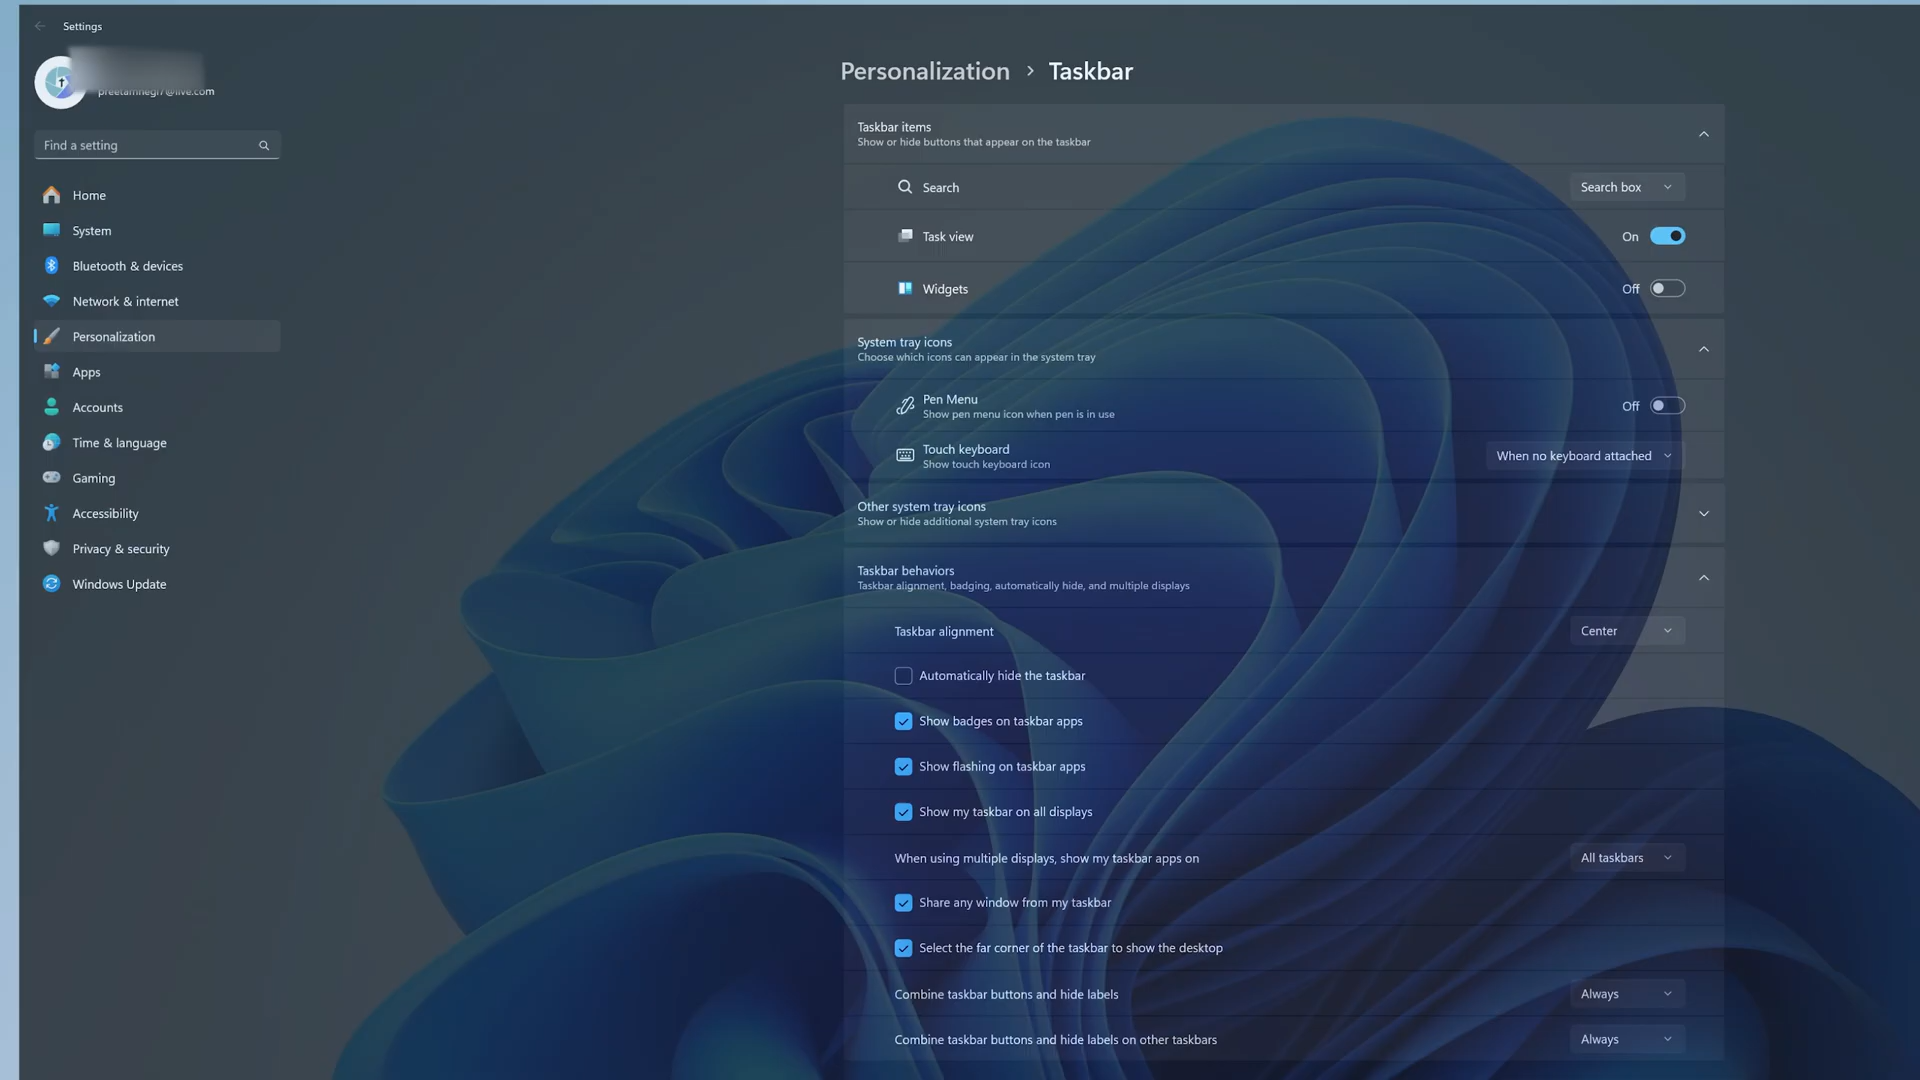 Settings
Find a setting
Home
System
Bluetooth & devices
Network & internet
Personalization
Apps
Accounts
Time & language
Gaming
Accessibility
Privacy & security
Windows Update
Personalization > Taskbar
Taskbar items
Show or hide buttons that appear on the taskbar
Search
Search box
Task view
On
Widgets
Off
System tray icons
Choose which icons can appear in the system tray
Pen Menu
Show pen menu icon when pen is in use
Off
Touch keyboard
Show touch keyboard icon
When no keyboard attached
Other system tray icons
Show or hide additional system tray icons
Taskbar behaviors
Taskbar alignment, badging, automatically hide, and multiple displays
Taskbar alignment
Center
Automatically hide the taskbar
Show badges on taskbar apps
Show flashing on taskbar apps
Show my taskbar on all displays
When using multiple displays, show my taskbar apps on
All taskbars
Share any window from my taskbar
Select the far corner of the taskbar to show the desktop
Combine taskbar buttons and hide labels
Always
Combine taskbar buttons and hide labels on other taskbars
Always